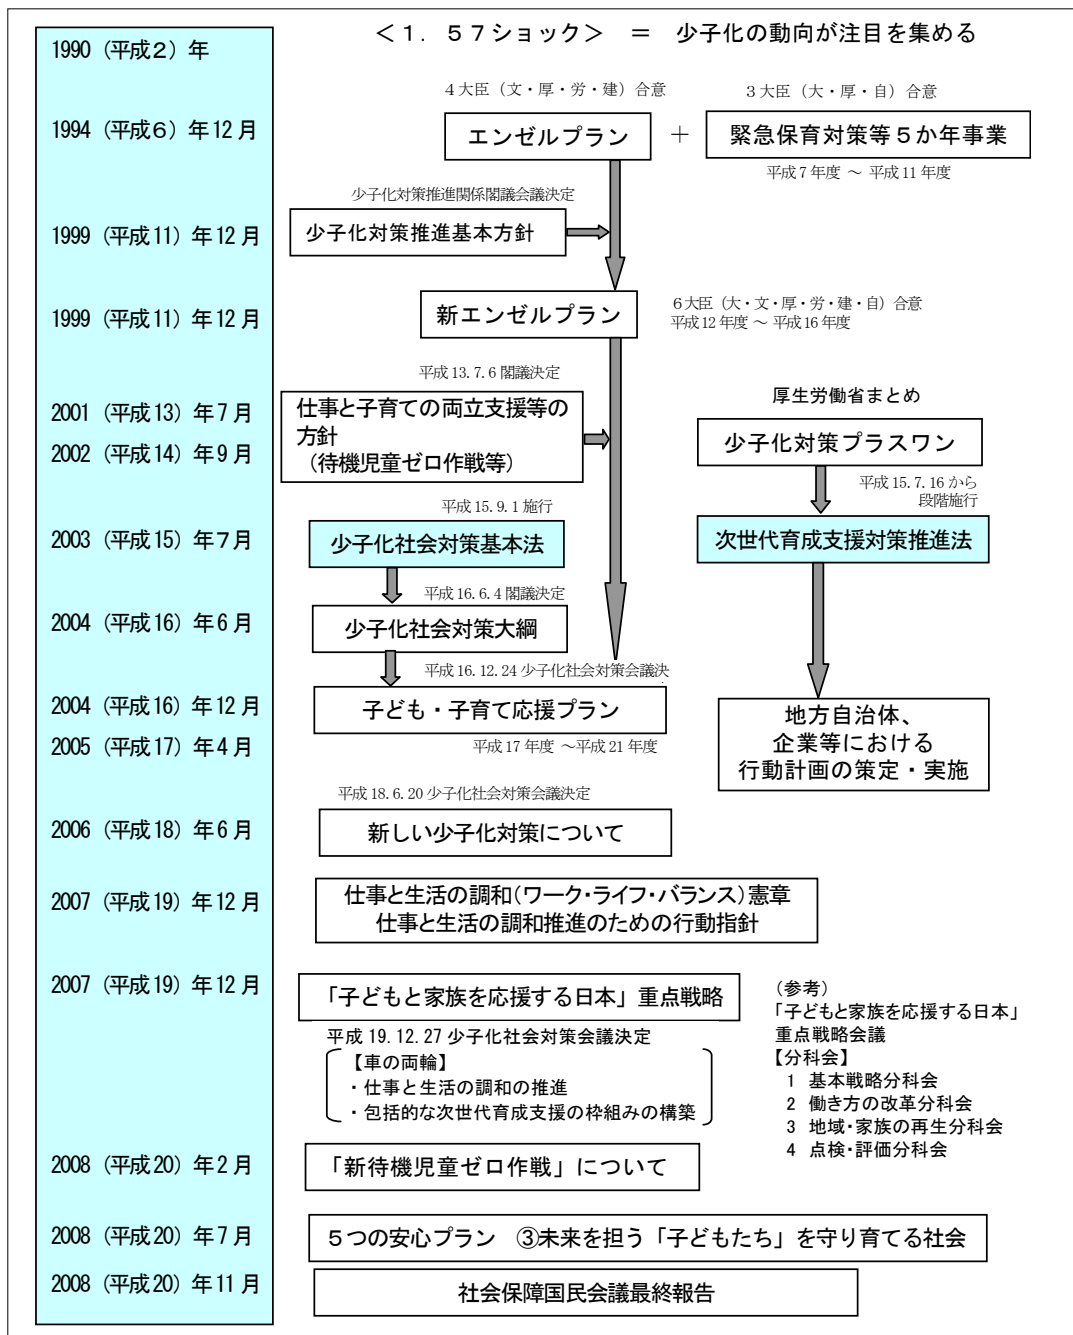 <1．57ショック> ＝ 少子化の動向が注目を集める
1990（平成2）年
4大臣（文・厚・労・建）合意
3大臣（大・厚・自）合意
1994（平成6）年12月
エンゼルプラン
＋
緊急保育対策等5か年事業
平成7年度 ～ 平成11年度
少子化対策推進関係閣議会議決定
1999（平成11）年12月
少子化対策推進基本方針
1999（平成11）年12月
新エンゼルプラン
6大臣（大・文・厚・労・建・自）合意
平成12年度 ～ 平成16年度
平成13.7.6閣議決定
2001（平成13）年7月
仕事と子育ての両立支援等の
方針
（待機児童ゼロ作戦等）
厚生労働省まとめ
2002（平成14）年9月
少子化対策プラスワン
平成15.7.16から
段階施行
平成15.9.1施行
2003（平成15）年7月
少子化社会対策基本法
次世代育成支援対策推進法
平成16.6.4閣議決定
2004（平成16）年6月
少子化社会対策大綱
平成16.12.24少子化社会対策会議決
2004（平成16）年12月
子ども・子育て応援プラン
2005（平成17）年4月
平成17年度 ～平成21年度
地方自治体、
企業等における
行動計画の策定・実施
平成18.6.20少子化社会対策会議決定
2006（平成18）年6月
新しい少子化対策について
2007（平成19）年12月
仕事と生活の調和（ワーク・ライフ・バランス）憲章
仕事と生活の調和推進のための行動指針
2007（平成19）年12月
「子どもと家族を応援する日本」重点戦略
平成19.12.27少子化社会対策会議決定
【車の両輪】
・仕事と生活の調和の推進
・包括的な次世代育成支援の枠組みの構築
（参考）
「子どもと家族を応援する日本」
重点戦略会議
【分科会】
1 基本戦略分科会
2 働き方の改革分科会
3 地域・家族の再生分科会
4 点検・評価分科会
2008（平成20）年2月
「新待機児童ゼロ作戦」について
2008（平成20）年7月
5つの安心プラン ③未来を担う「子どもたち」を守り育てる社会
2008（平成20）年11月
社会保障国民会議最終報告